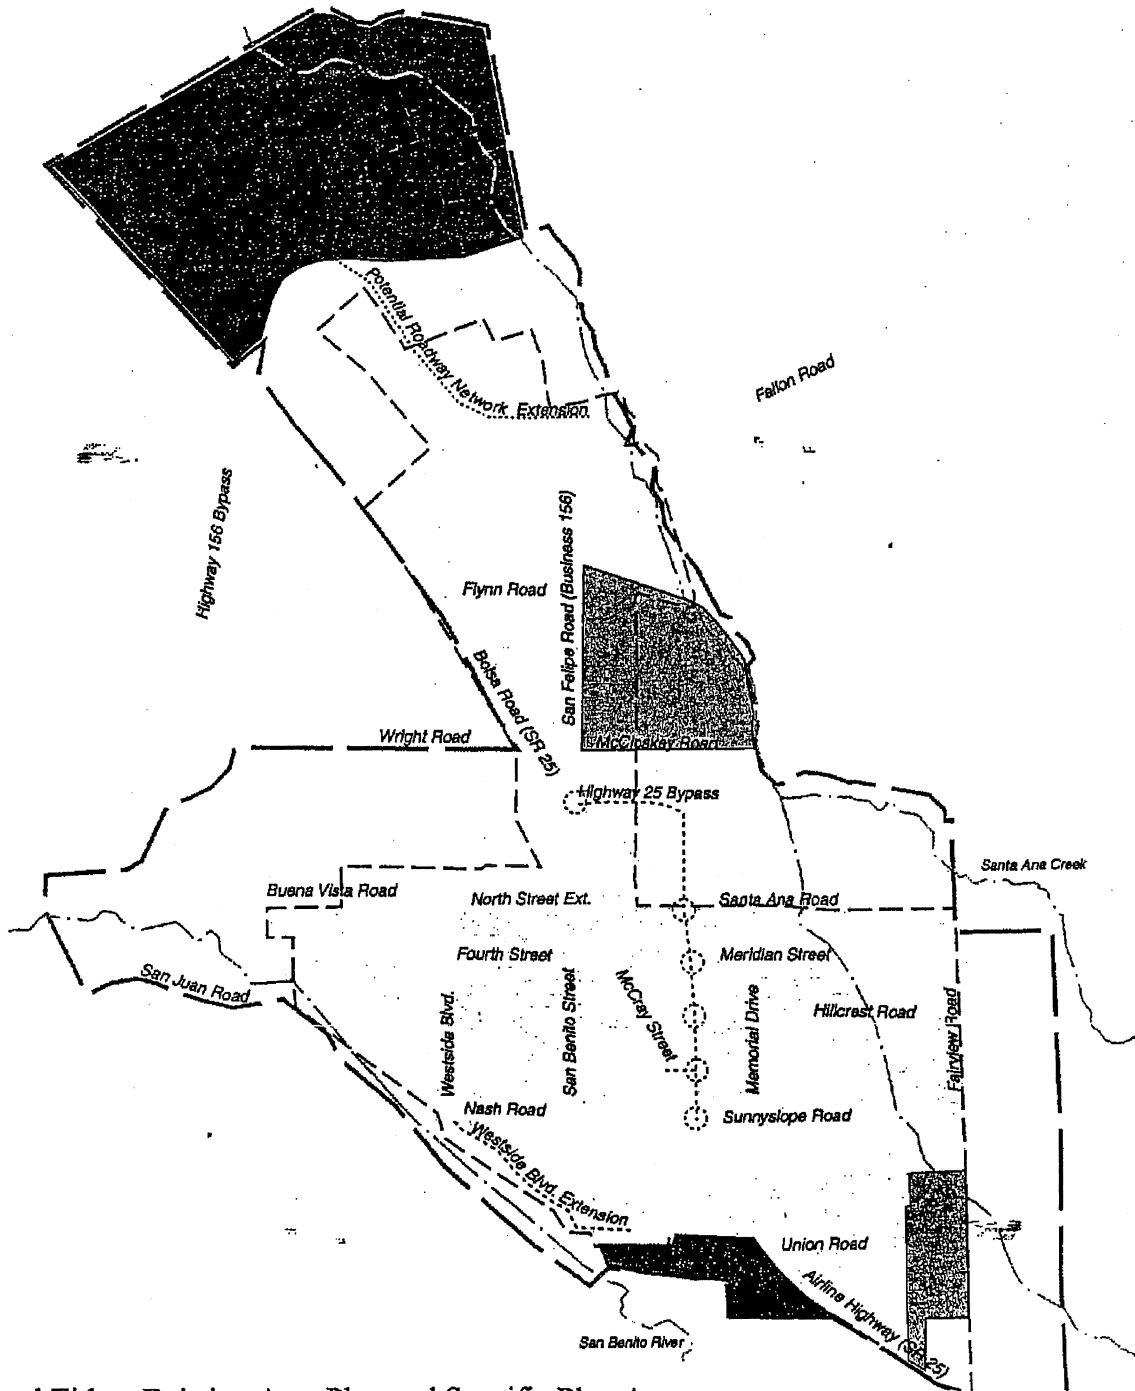 Potential Roadway Network Extension
Fallon Road
Highway 156 Bypass
San Felipe Road (Business 156)
Flynn Road
Bolsa Road (SR 25)
Wright Road
McCloskey Road
Highway 25 Bypass
Santa Ana Creek
Buena Vista Road
North Street Ext.
Santa Ana Road
Fourth Street
Meridian Street
San Juan Road
Westside Blvd.
San Benito Street
McCray Street
Memorial Drive
Hillcrest Road
Fairview Road
Nash Road
Sunnyslope Road
Westside Blvd. Extension
Union Road
Airline Highway (SR 25)
San Benito River